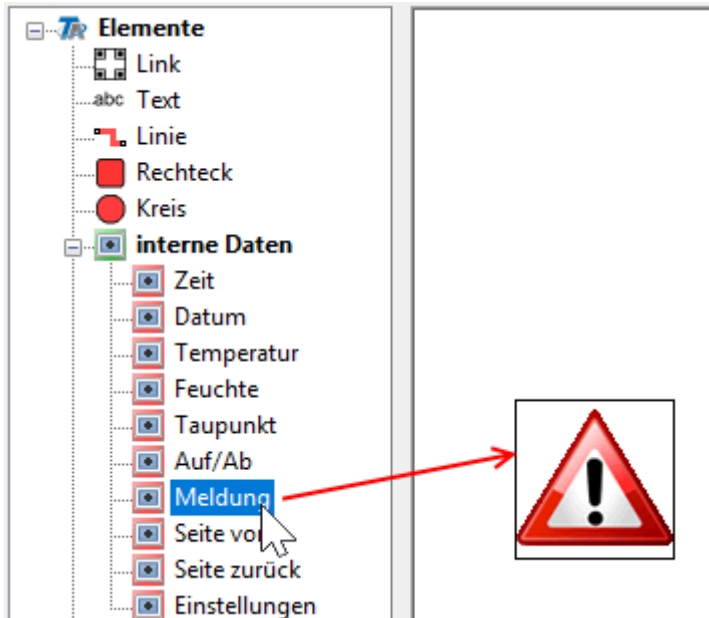 Elemente
Link
abc Text
Linie
Rechteck
Kreis
interne Daten
Zeit
Datum
Temperatur
Feuchte
Taupunkt
Auf/Ab
Meldung
Seite vor
Seite zurück
Einstellungen